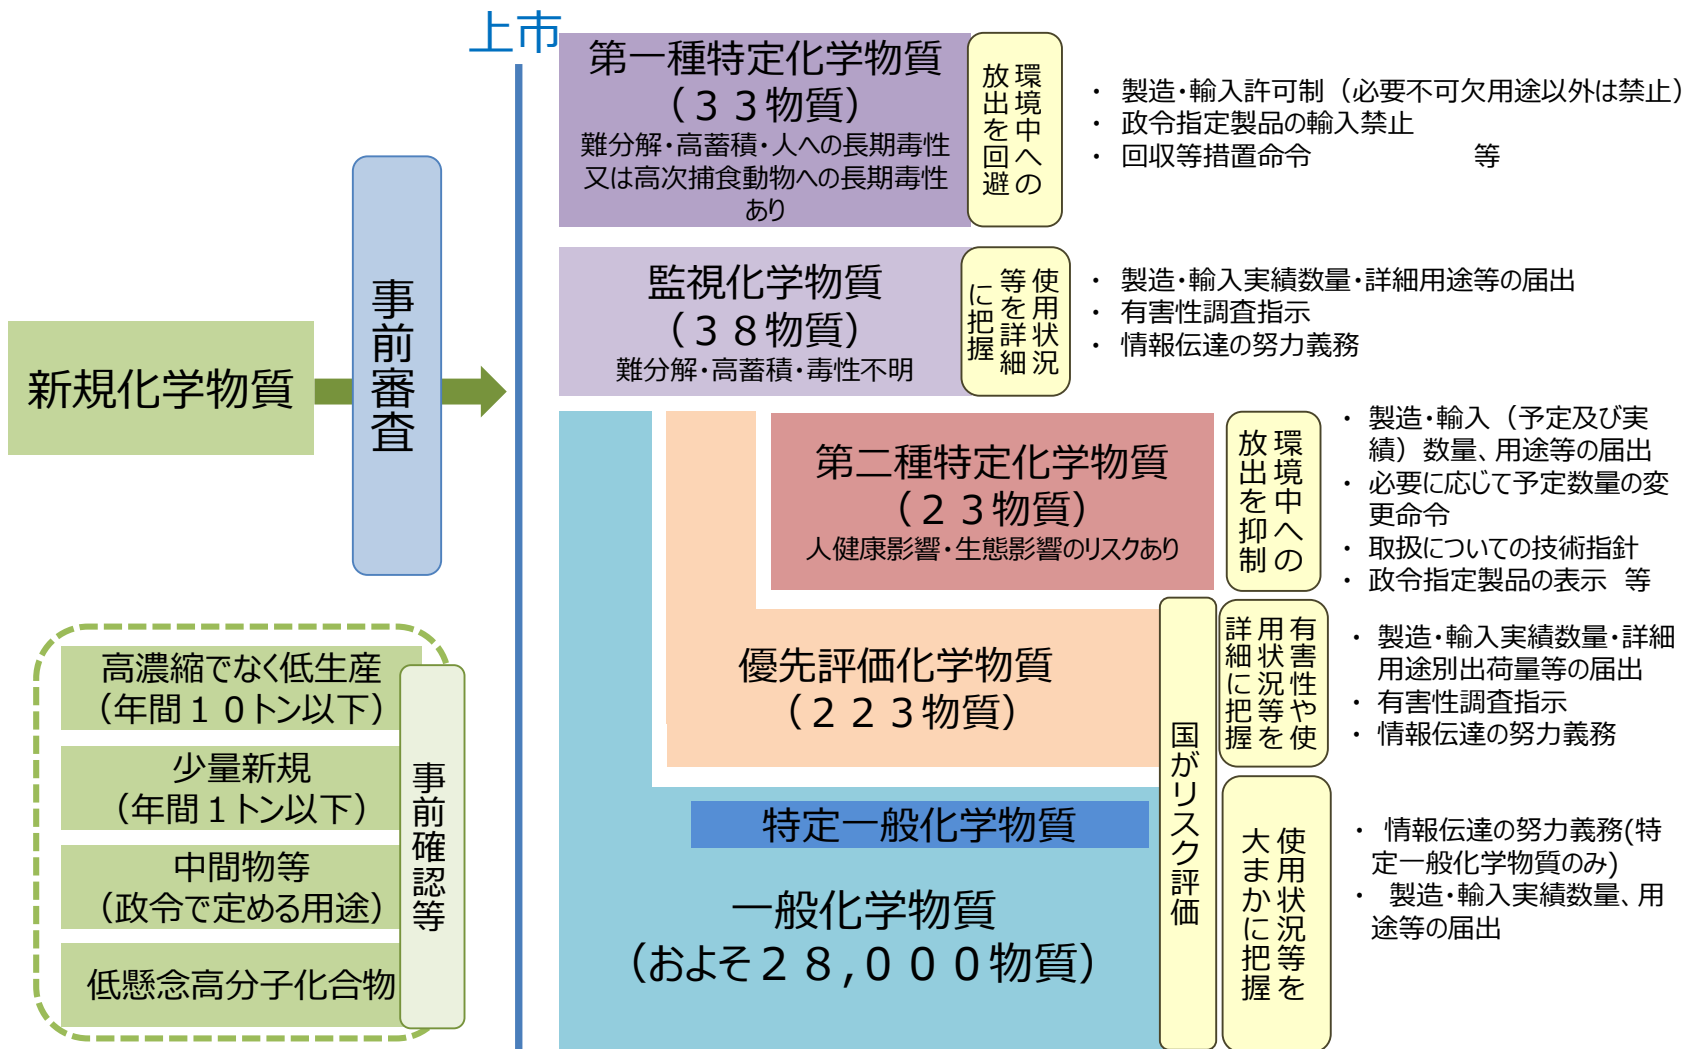 上市
新規化学物質
事前審査
第一種特定化学物質
（３３物質）
難分解・高蓄積・人への長期毒性
又は高次捕食動物への長期毒性
あり
環境中への
放出を回避
・ 製造・輸入許可制（必要不可欠用途以外は禁止）
・ 政令指定製品の輸入禁止
・ 回収等措置命令 等
監視化学物質
（３８物質）
難分解・高蓄積・毒性不明
使用状況
等を詳細
に把握
・ 製造・輸入実績数量・詳細用途等の届出
・ 有害性調査指示
・ 情報伝達の努力義務
第二種特定化学物質
（２３物質）
人健康影響・生態影響のリスクあり
環境中への
放出を抑制
・ 製造・輸入（予定及び実
績）数量、用途等の届出
・ 必要に応じて予定数量の変
更命令
・ 取扱についての技術指針
・ 政令指定製品の表示 等
優先評価化学物質
（２２３物質）
有害性や使
用状況等を
詳細に把握
・ 製造・輸入実績数量・詳細
用途別出荷量等の届出
・ 有害性調査指示
・ 情報伝達の努力義務
国がリスク評価
特定一般化学物質
一般化学物質
（およそ２８,０００物質）
使用状況等を
大まかに把握
・ 情報伝達の努力義務(特
定一般化学物質のみ)
・ 製造・輸入実績数量、用
途等の届出
高濃縮でなく低生産
（年間１０トン以下）
少量新規
（年間１トン以下）
中間物等
（政令で定める用途）
低懸念高分子化合物
事前確認等